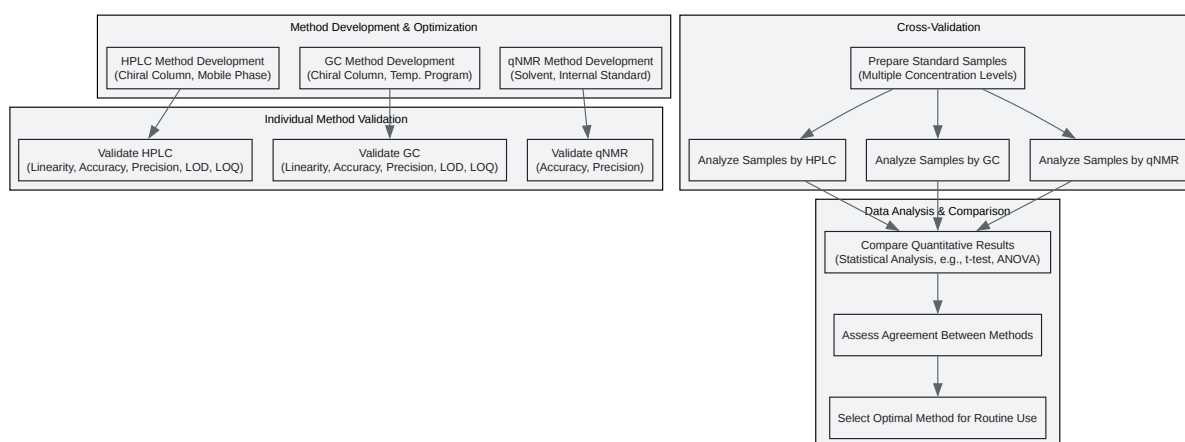 Method Development & Optimization
HPLC Method Development
(Chiral Column, Mobile Phase)
GC Method Development
(Chiral Column, Temp. Program)
qNMR Method Development
(Solvent, Internal Standard)
Individual Method Validation
Validate HPLC
(Linearity, Accuracy, Precision, LOD, LOQ)
Validate GC
(Linearity, Accuracy, Precision, LOD, LOQ)
Validate qNMR
(Accuracy, Precision)
Cross-Validation
Prepare Standard Samples
(Multiple Concentration Levels)
Analyze Samples by HPLC
Analyze Samples by GC
Analyze Samples by qNMR
Data Analysis & Comparison
Compare Quantitative Results
(Statistical Analysis, e.g., t-test, ANOVA)
Assess Agreement Between Methods
Select Optimal Method for Routine Use